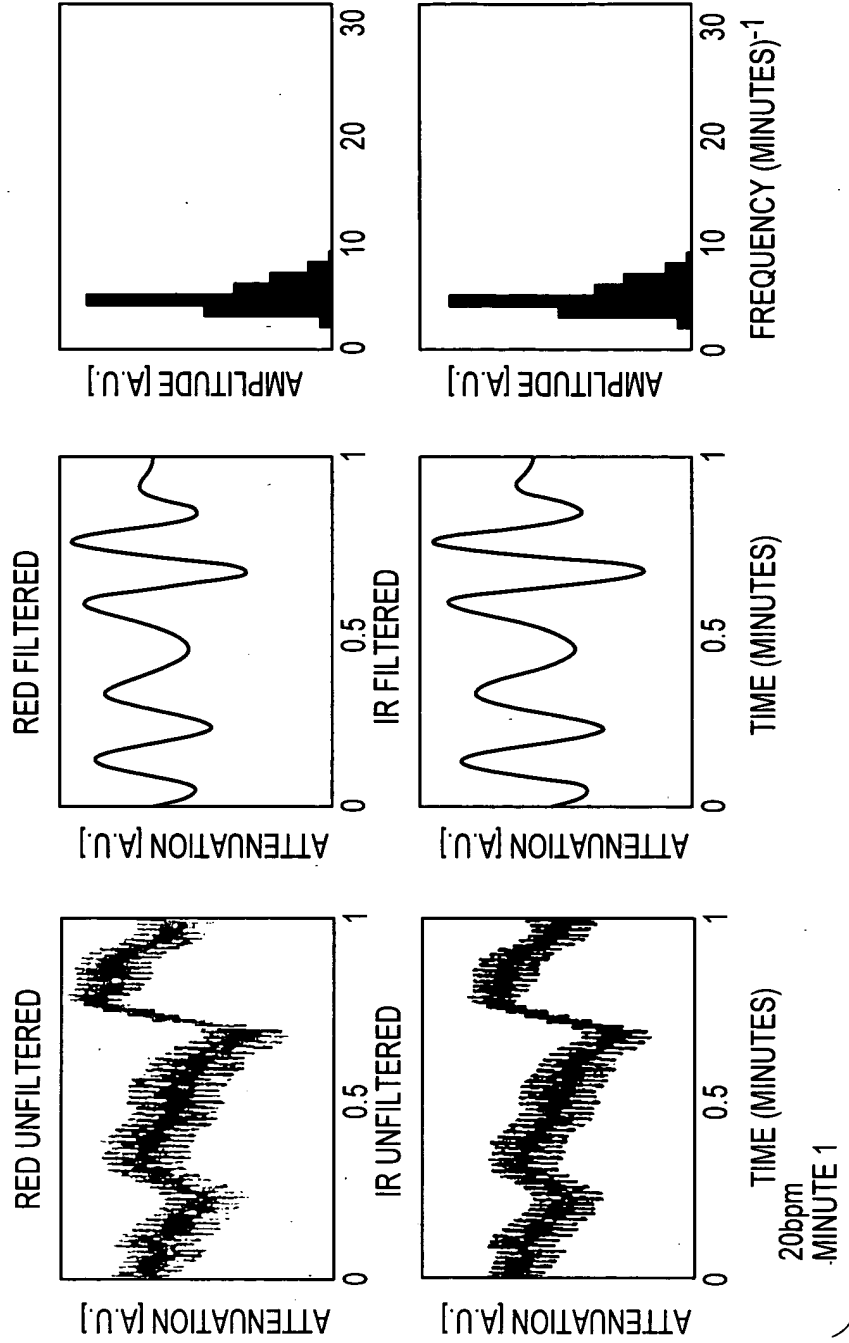 RED UNFILTERED
ATTENUATION [A.U.]
0 0.5 1
RED FILTERED
ATTENUATION [A.U.]
0 0.5 1
AMPLITUDE [A.U.]
0 10 20 30
IR UNFILTERED
ATTENUATION [A.U.]
0 0.5 1
TIME (MINUTES)
IR FILTERED
ATTENUATION [A.U.]
0 0.5 1
TIME (MINUTES)
AMPLITUDE [A.U.]
0 10 20 30
FREQUENCY (MINUTES)-1
20bpm
MINUTE 1